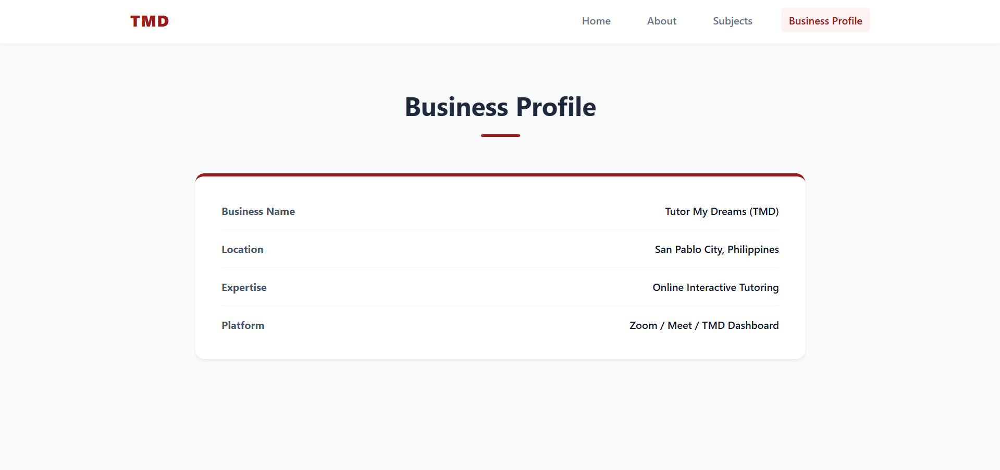 TMD
Home About Subjects Business Profile
Business Profile
Business Name Tutor My Dreams (TMD)
Location San Pablo City, Philippines
Expertise Online Interactive Tutoring
Platform Zoom / Meet / TMD Dashboard